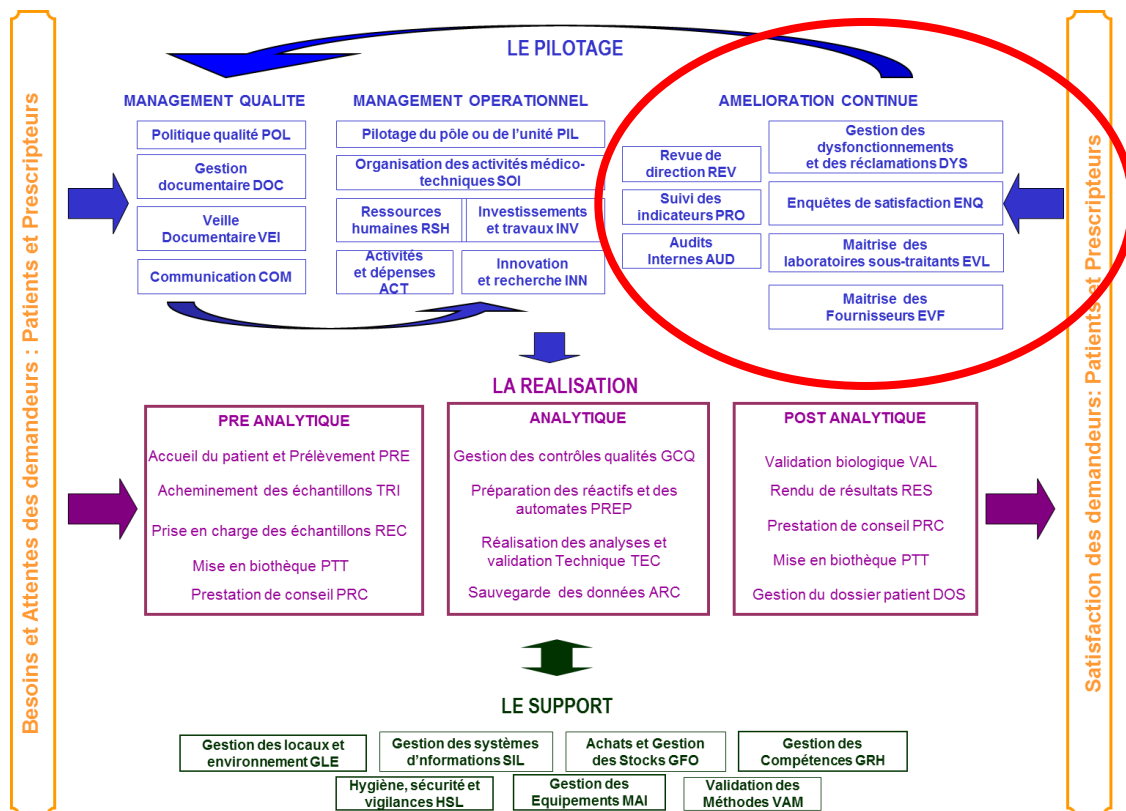 Besoins et Attentes des demandeurs : Patients et Prescripteurs
LE PILOTAGE
MANAGEMENT QUALITE
Politique qualité POL
Gestion
documentaire DOC
Veille
Documentaire VEI
Communication COM
MANAGEMENT OPERATIONNEL
Pilotage du pôle ou de l'unité PIL
Organisation des activités médico-
techniques SOI
Ressources
humaines RSH
Investissements
et travaux INV
Activités
et dépenses
ACT
Innovation
et recherche INN
AMELIORATION CONTINUE
Revue de
direction REV
Suivi des
indicateurs PRO
Audits
Internes AUD
Gestion des
dysfonctionnements
et des réclamations DYS
Enquêtes de satisfaction ENQ
Maitrise des
laboratoires sous-traitants EVL
Maitrise des
Fournisseurs EVF
LA REALISATION
PRE ANALYTIQUE
Accueil du patient et Prélèvement PRE
Acheminement des échantillons TRI
Prise en charge des échantillons REC
Mise en biothèque PTT
Prestation de conseil PRC
ANALYTIQUE
Gestion des contrôles qualités GCQ
Préparation des réactifs et des
automates PREP
Réalisation des analyses et
validation Technique TEC
Sauvegarde des données ARC
POST ANALYTIQUE
Validation biologique VAL
Rendu de résultats RES
Prestation de conseil PRC
Mise en biothèque PTT
Gestion du dossier patient DOS
LE SUPPORT
Gestion des locaux et
environnement GLE
Gestion des systèmes
d'nformations SIL
Achats et Gestion
des Stocks GFO
Gestion des
Compétences GRH
Hygiène, sécurité et
vigilances HSL
Gestion des
Equipements MAI
Validation des
Méthodes VAM
Satisfaction des demandeurs: Patients et Prescripteurs